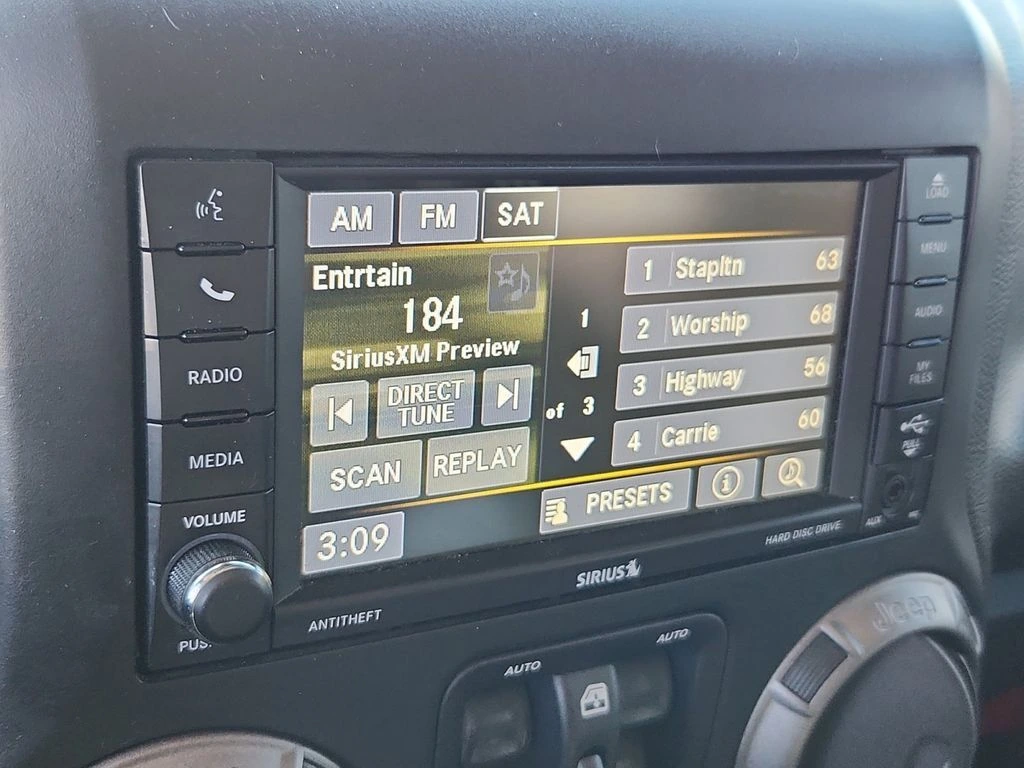 AM FM SAT
Entrtain
184
SiriusXM Preview
DIRECT
TUNE
SCAN REPLAY
3:09
1
of 3
1 Stapltn 63
2 Worship 68
3 Highway 56
4 Carrie 60
PRESETS
RADIO
MEDIA
VOLUME
LOAD
MENU
AUDIO
MY
FILES
PULL
AUX
HARD DISC DRIVE
SIRIUS
ANTITHEFT
AUTO
AUTO
Jeep